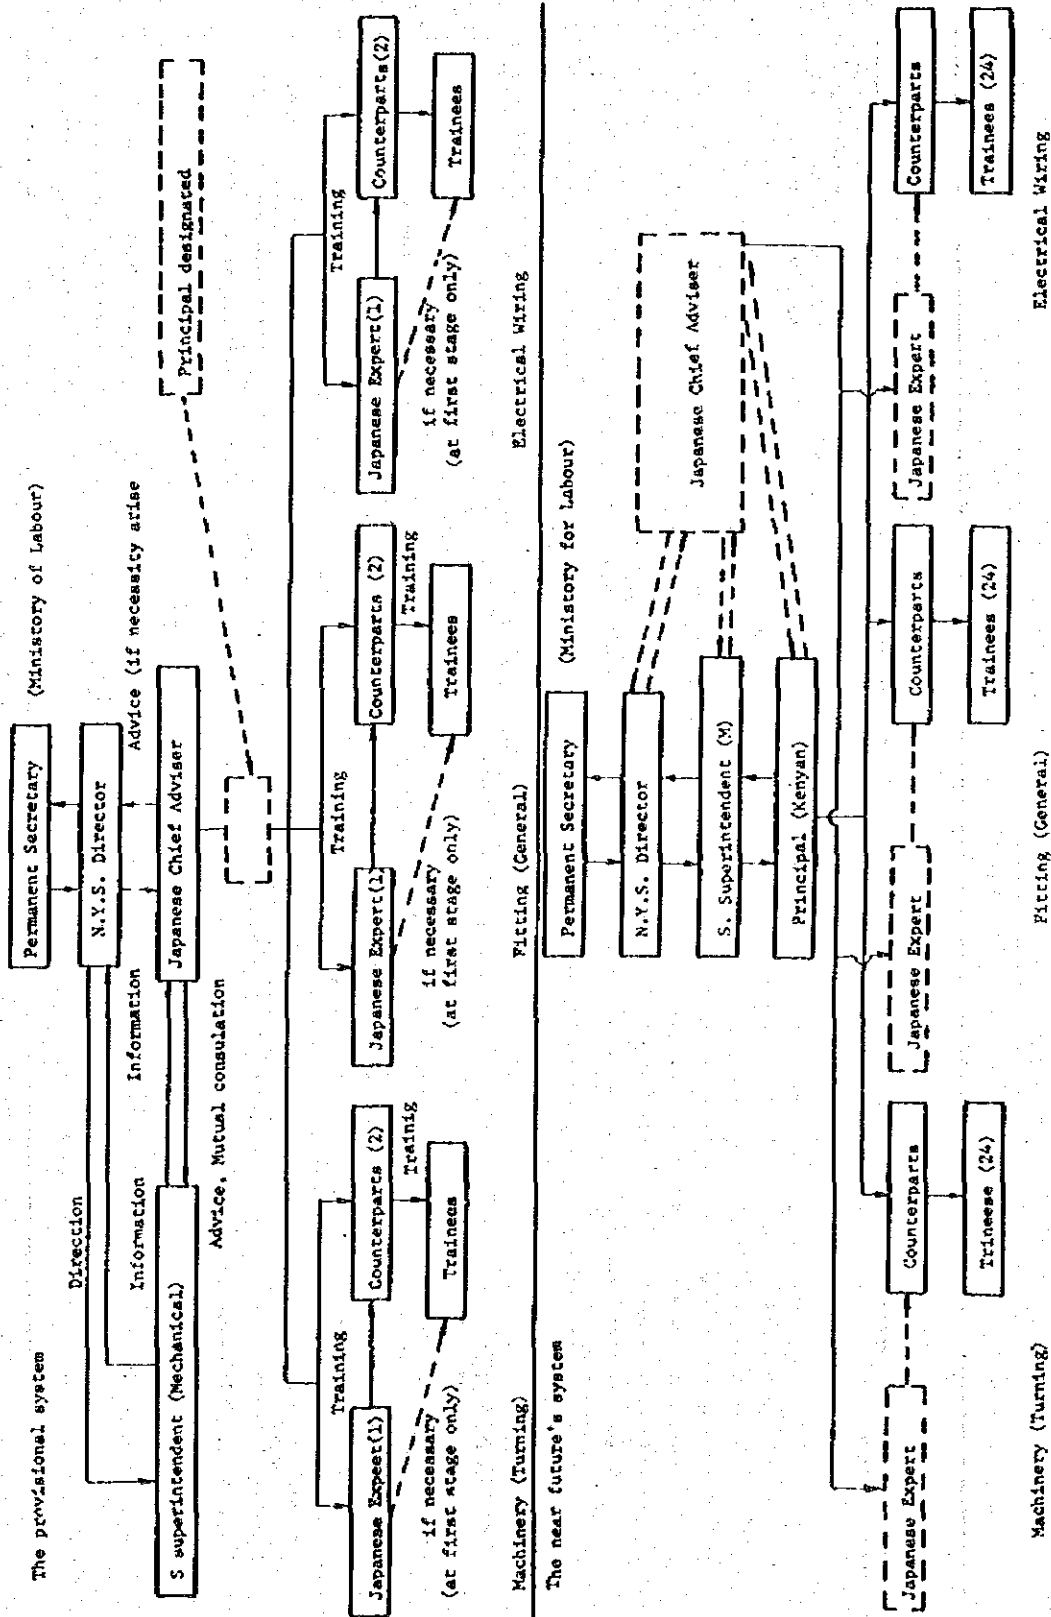 The provisional system
Permanent Secretary
(Ministory of Labour)
Direction
N.Y.S. Director
Information
Information
Advice (if necessity arise
S superintendent (Mechanical)
Japanese Chief Adviser
Principal designated
Advice, Mutual consulation
Training
Training
Training
Japanese Expeet(1)
Counterparts (2)
Japanese Expert(1)
Counterparts (2)
Japanese Expert(1)
Counterparts(2)
Trainig
Training
if necessary
(at first stage only)
Trainees
if necessary
(at first stage only)
Trainees
if necessary
(at first stage only)
Trainees
Machinery (Turning)
Fitting (General)
Electrical Wiring
The near future's system
Permanent Secretary
(Ministory for Labour)
N.Y.S. Director
S. Superintendent (M)
Japanese Chief Adviser
Principal (Kenyan)
Japanese Expert
Counterparts
Japanese Expert
Counterparts
Japanese Expert
Counterparts
Trineese (24)
Trainees (24)
Trainees (24)
Machinery (Turning)
Fitting (General)
Electrical Wiring